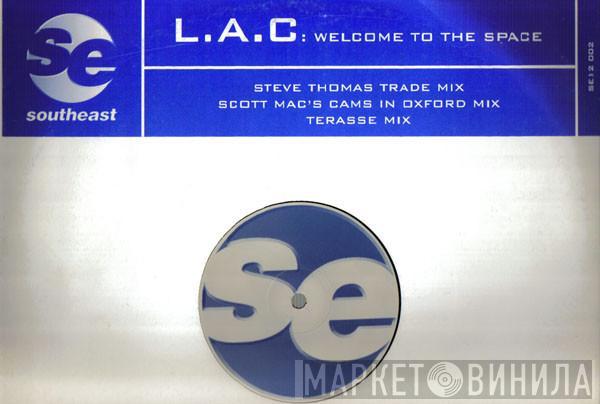 se
southeast
L.A.C: WELCOME TO THE SPACE
STEVE THOMAS TRADE MIX
SCOTT MAC'S CAMS IN OXFORD MIX
TERASSE MIX
SE12 002
se
МАРКЕТ ВИНИЛА